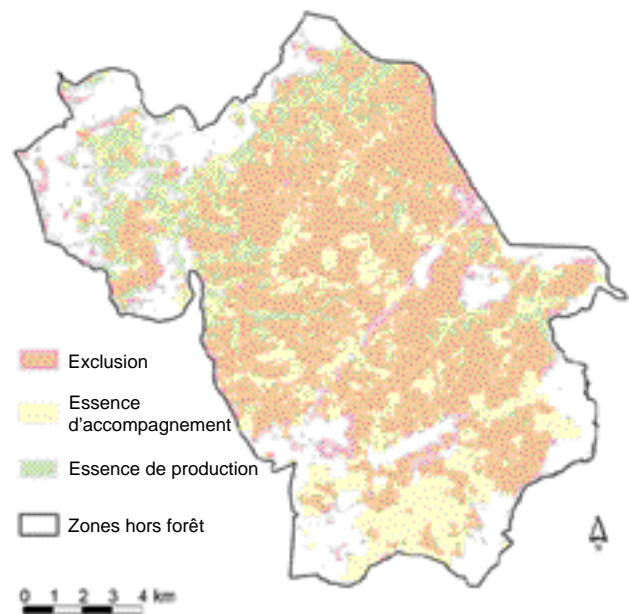 Exclusion
Essence
d'accompagnement
Essence de production
Zones hors forêt
0 1 2 3 4 km